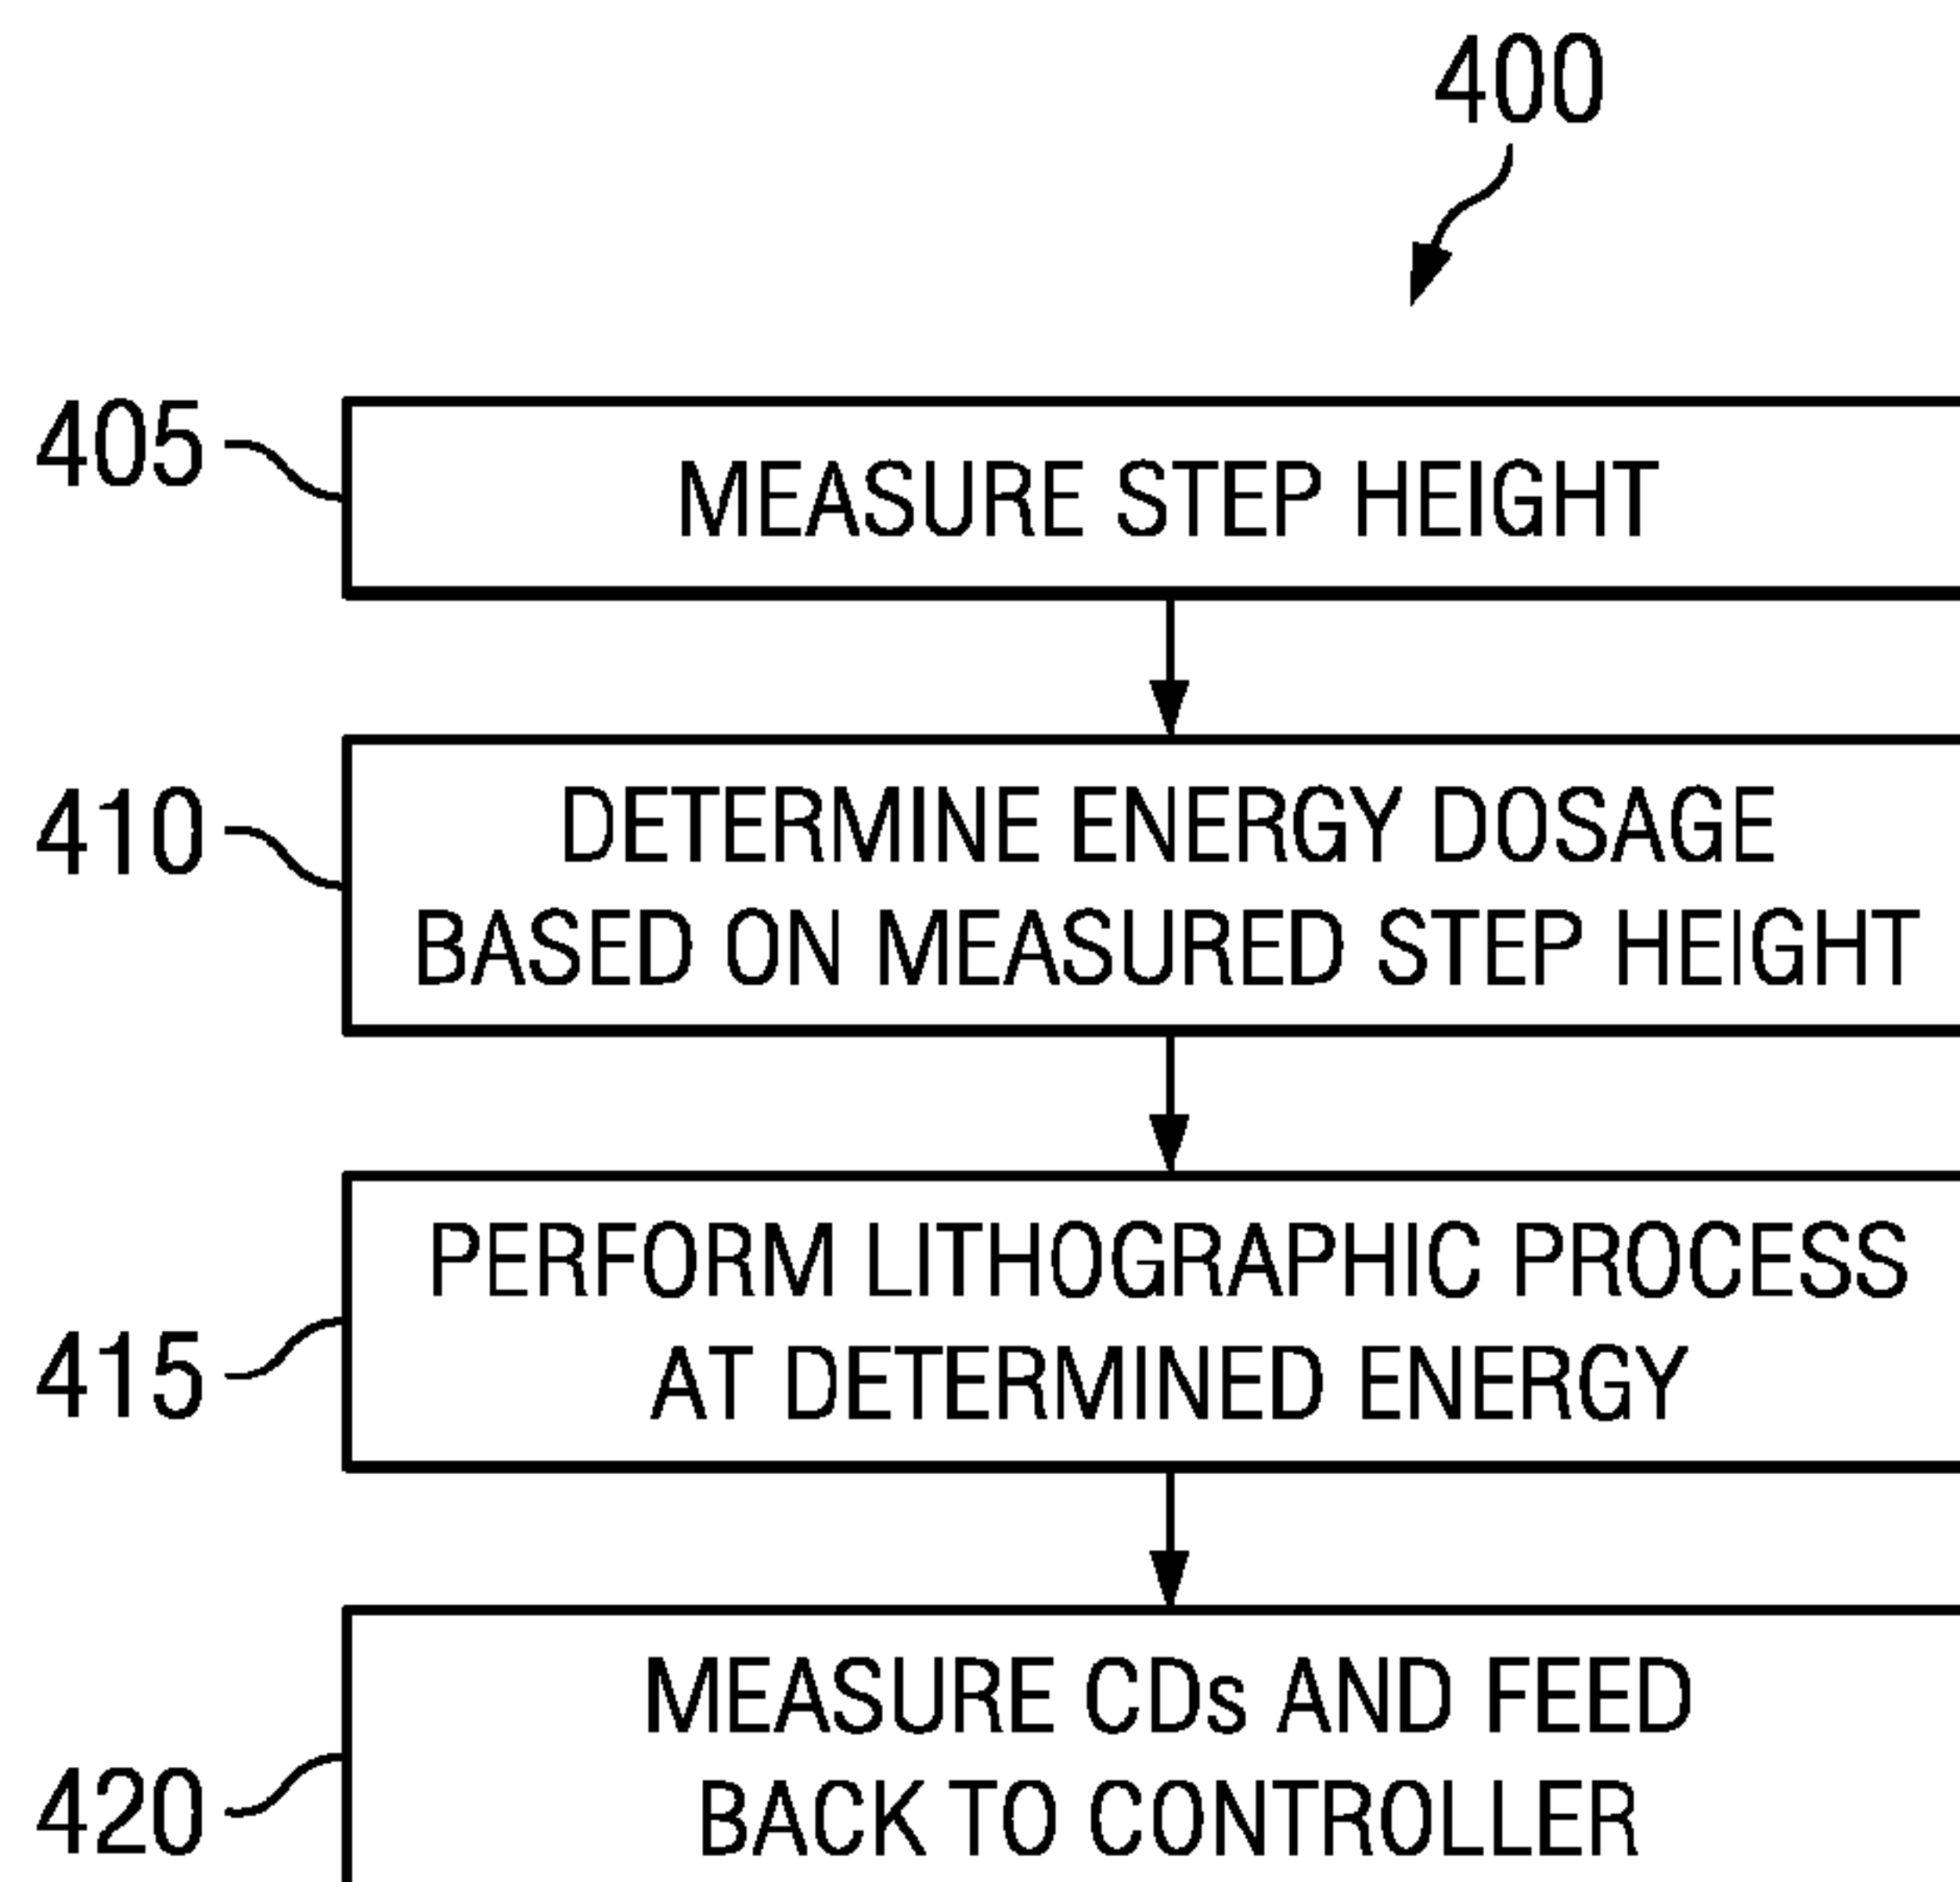 400
405
MEASURE STEP HEIGHT
410
DETERMINE ENERGY DOSAGE
BASED ON MEASURED STEP HEIGHT
415
PERFORM LITHOGRAPHIC PROCESS
AT DETERMINED ENERGY
420
MEASURE CDs AND FEED
BACK TO CONTROLLER